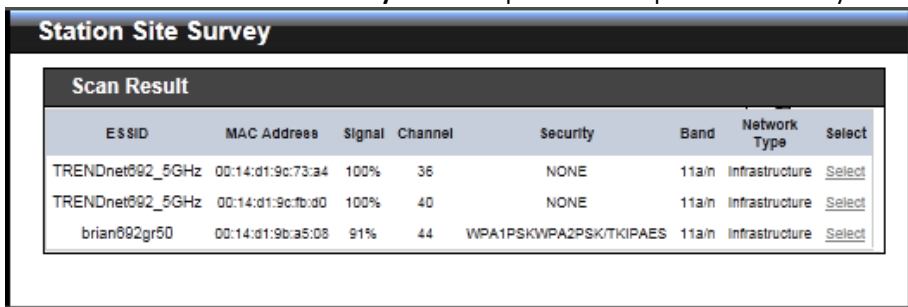 Station Site Survey
Scan Result
ESSID MAC Address Signal Channel Security Band Network Type Select
TRENDnet692_5GHz 00:14:d1:9c:73:a4 100% 36 NONE 11a/n Infrastructure Select
TRENDnet692_5GHz 00:14:d1:9c:fb:d0 100% 40 NONE 11a/n Infrastructure Select
brian692gr50 00:14:d1:9b:a5:08 91% 44 WPA1PSKWPA2PSK/TKIPAES 11a/n Infrastructure Select